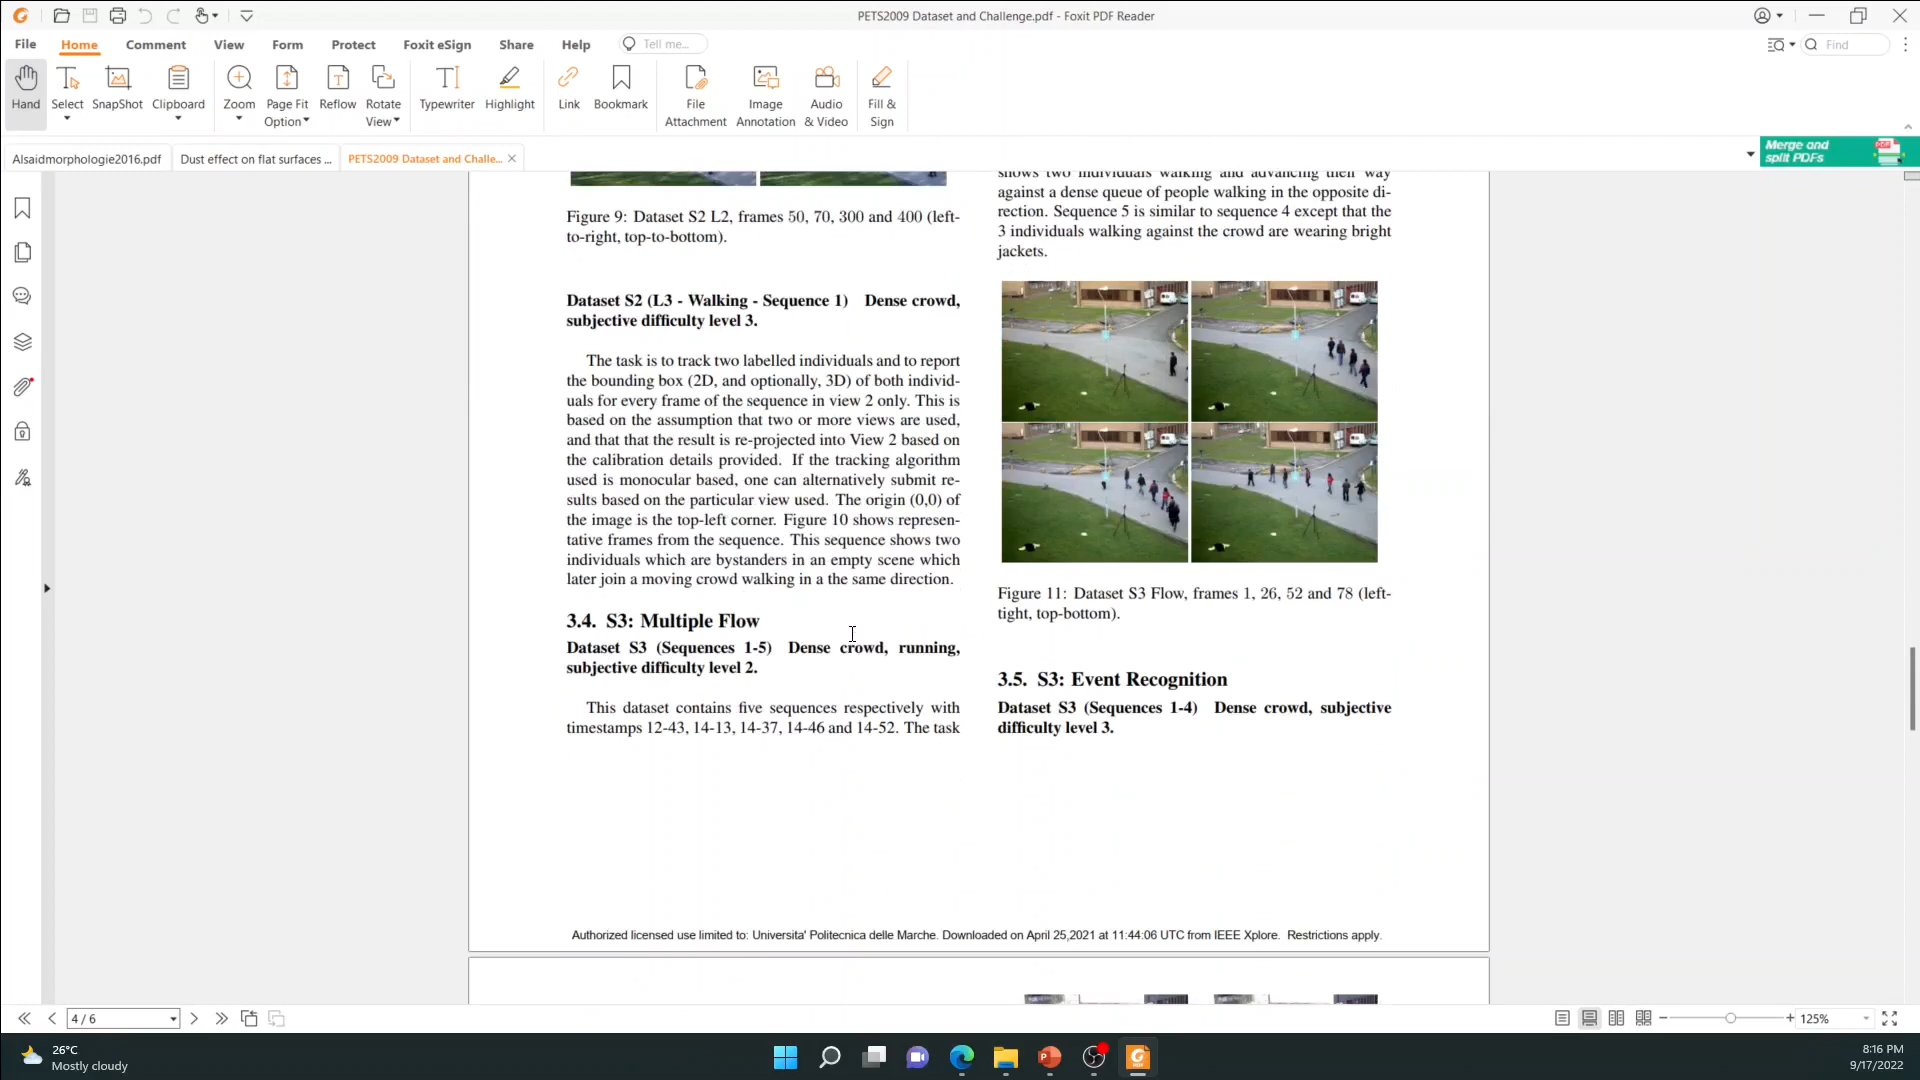 PETS2009 Dataset and Challenge.pdf - Foxit PDF Reader
File Home Comment View Form Protect Foxit eSign Share Help Tell me... Find
Hand Select SnapShot Clipboard Zoom Page Fit Option Reflow Rotate View Typewriter Highlight Link Bookmark File Attachment Image Annotation Audio & Video Fill & Sign
Alsaidmorphologie2016.pdf Dust effect on flat surfaces ... PETS2009 Dataset and Challe...
Merge and
split PDFs
Figure 9: Dataset S2 L2, frames 50, 70, 300 and 400 (left-
to-right, top-to-bottom).
Dataset S2 (L3 - Walking - Sequence 1) Dense crowd,
subjective difficulty level 3.
The task is to track two labelled individuals and to report
the bounding box (2D, and optionally, 3D) of both individ-
uals for every frame of the sequence in view 2 only. This is
based on the assumption that two or more views are used,
and that that the result is re-projected into View 2 based on
the calibration details provided. If the tracking algorithm
used is monocular based, one can alternatively submit re-
sults based on the particular view used. The origin (0,0) of
the image is the top-left corner. Figure 10 shows represen-
tative frames from the sequence. This sequence shows two
individuals which are bystanders in an empty scene which
later join a moving crowd walking in a the same direction.
3.4. S3: Multiple Flow
Dataset S3 (Sequences 1-5) Dense crowd, running,
subjective difficulty level 2.
This dataset contains five sequences respectively with
timestamps 12-43, 14-13, 14-37, 14-46 and 14-52. The task
shows two individuals walking and advancing their way
against a dense queue of people walking in the opposite di-
rection. Sequence 5 is similar to sequence 4 except that the
3 individuals walking against the crowd are wearing bright
jackets.
Figure 11: Dataset S3 Flow, frames 1, 26, 52 and 78 (left-
tight, top-bottom).
3.5. S3: Event Recognition
Dataset S3 (Sequences 1-4) Dense crowd, subjective
difficulty level 3.
Authorized licensed use limited to: Universita' Politecnica delle Marche. Downloaded on April 25,2021 at 11:44:06 UTC from IEEE Xplore. Restrictions apply.
4 / 6
125%
26°C
Mostly cloudy
8:16 PM
9/17/2022